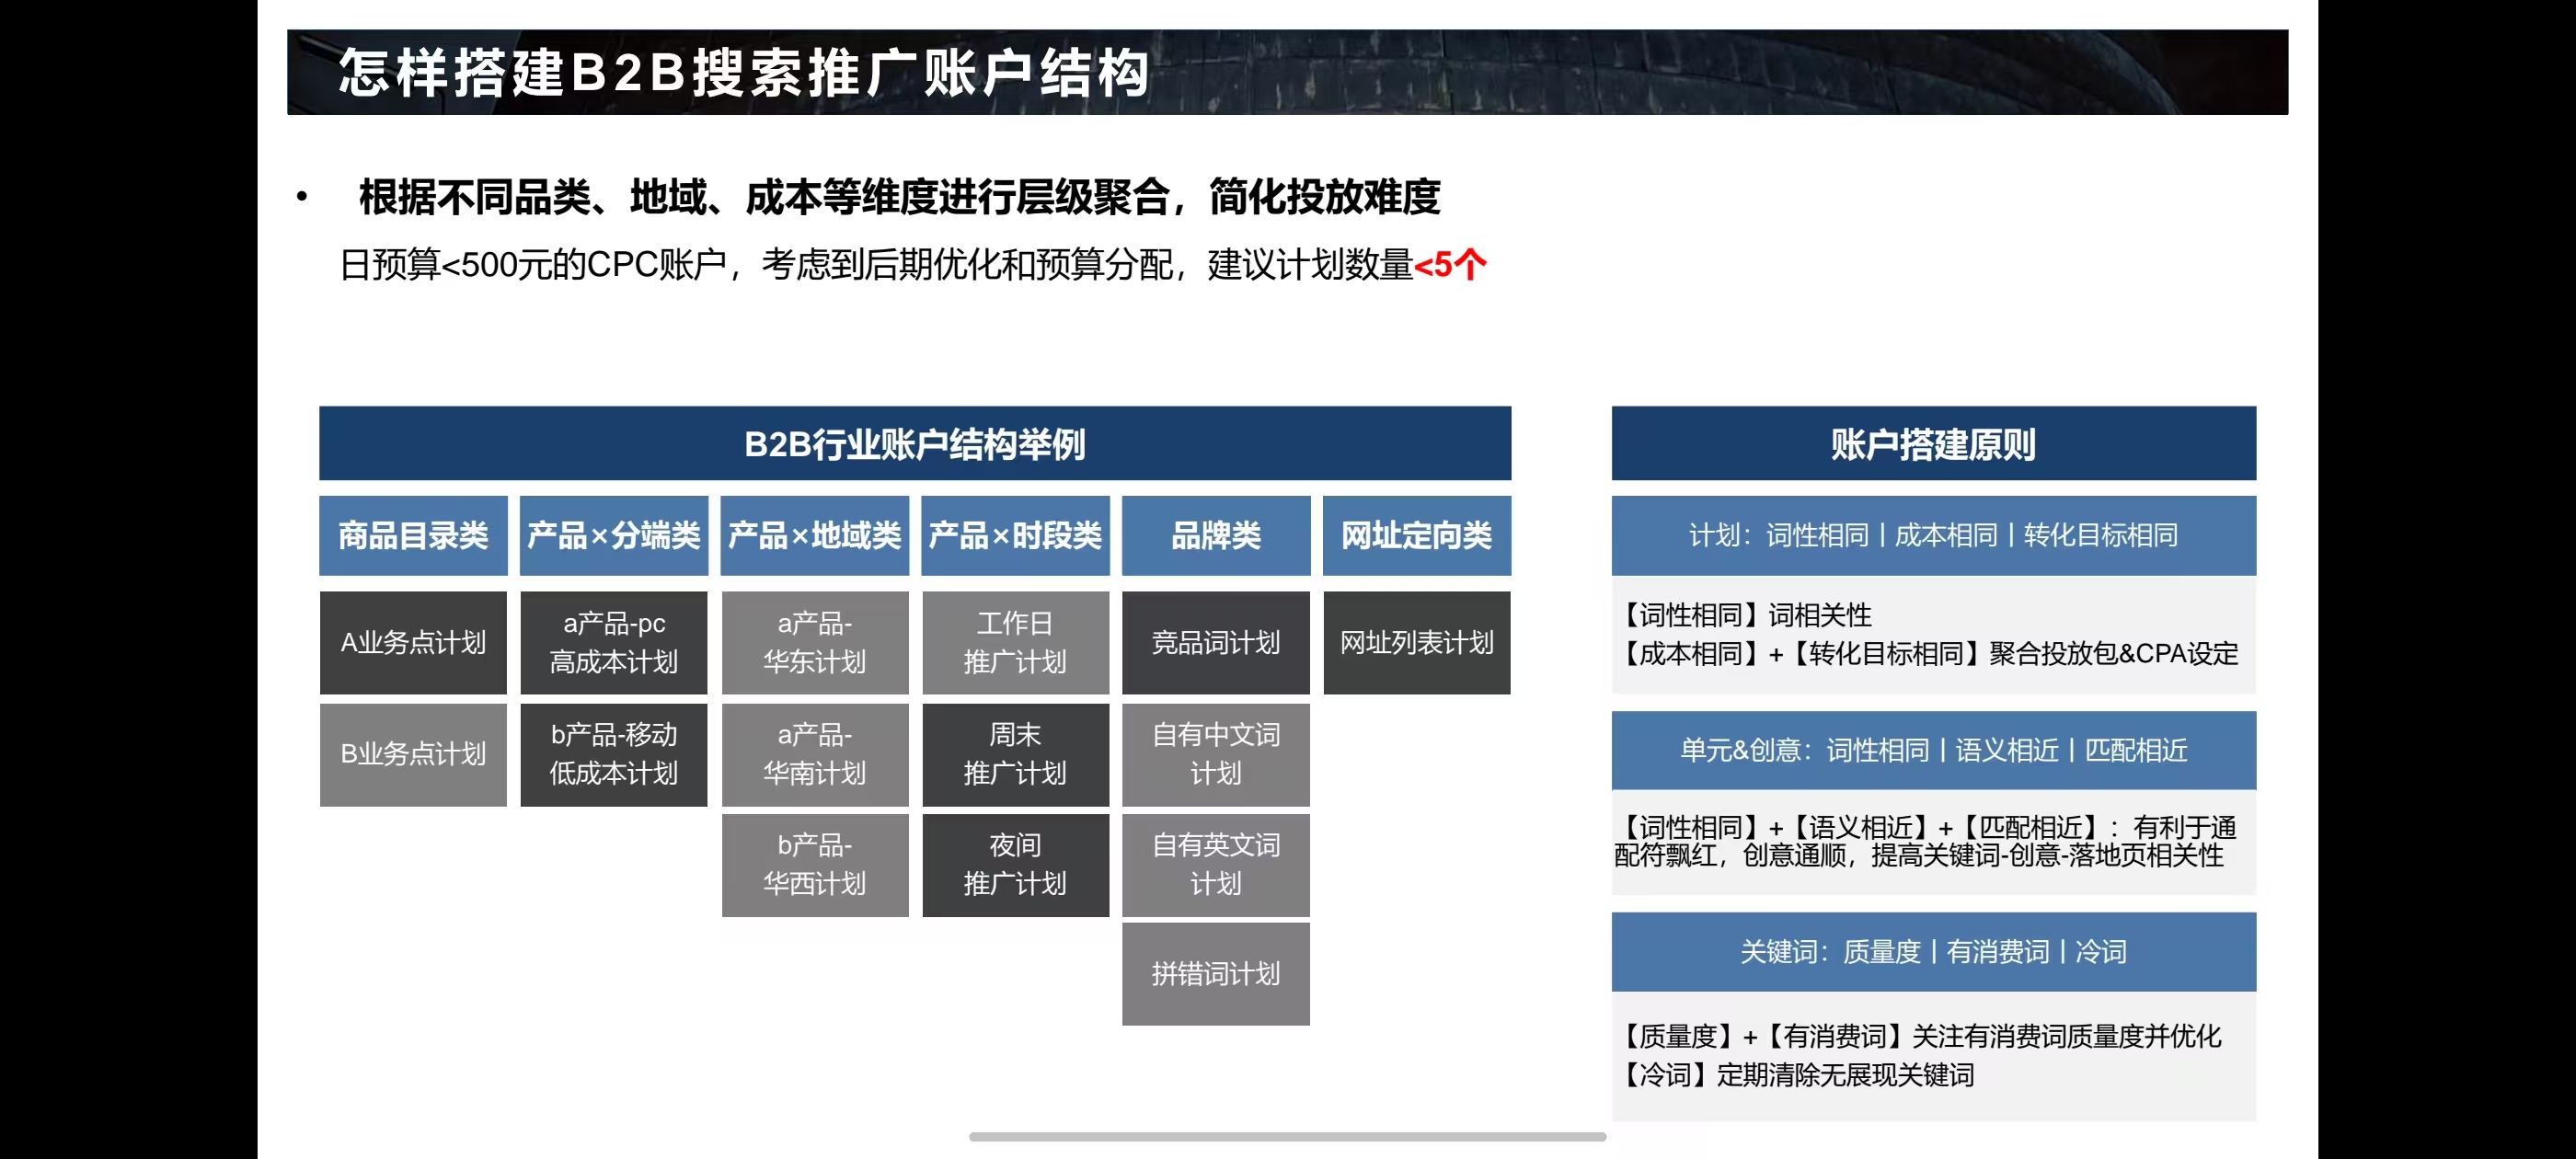 怎样搭建B2B搜索推广账户结构
• 根据不同品类、地域、成本等维度进行层级聚合，简化投放难度
日预算<500元的CPC账户，考虑到后期优化和预算分配，建议计划数量<5个
B2B行业账户结构举例
商品目录类
A业务点计划
B业务点计划
产品×分端类
a产品-pc
高成本计划
b产品-移动
低成本计划
产品×地域类
a产品-
华东计划
a产品-
华南计划
b产品-
华西计划
产品×时段类
工作日
推广计划
周末
推广计划
夜间
推广计划
品牌类
竞品词计划
自有中文词
计划
自有英文词
计划
拼错词计划
网址定向类
网址列表计划
账户搭建原则
计划：词性相同丨成本相同丨转化目标相同
【词性相同】词相关性
【成本相同】+【转化目标相同】聚合投放包&CPA设定
单元&创意：词性相同丨语义相近丨匹配相近
【词性相同】+【语义相近】+【匹配相近】：有利于通
配符飘红，创意通顺，提高关键词-创意-落地页相关性
关键词：质量度丨有消费词丨冷词
【质量度】+【有消费词】关注有消费词质量度并优化
【冷词】定期清除无展现关键词